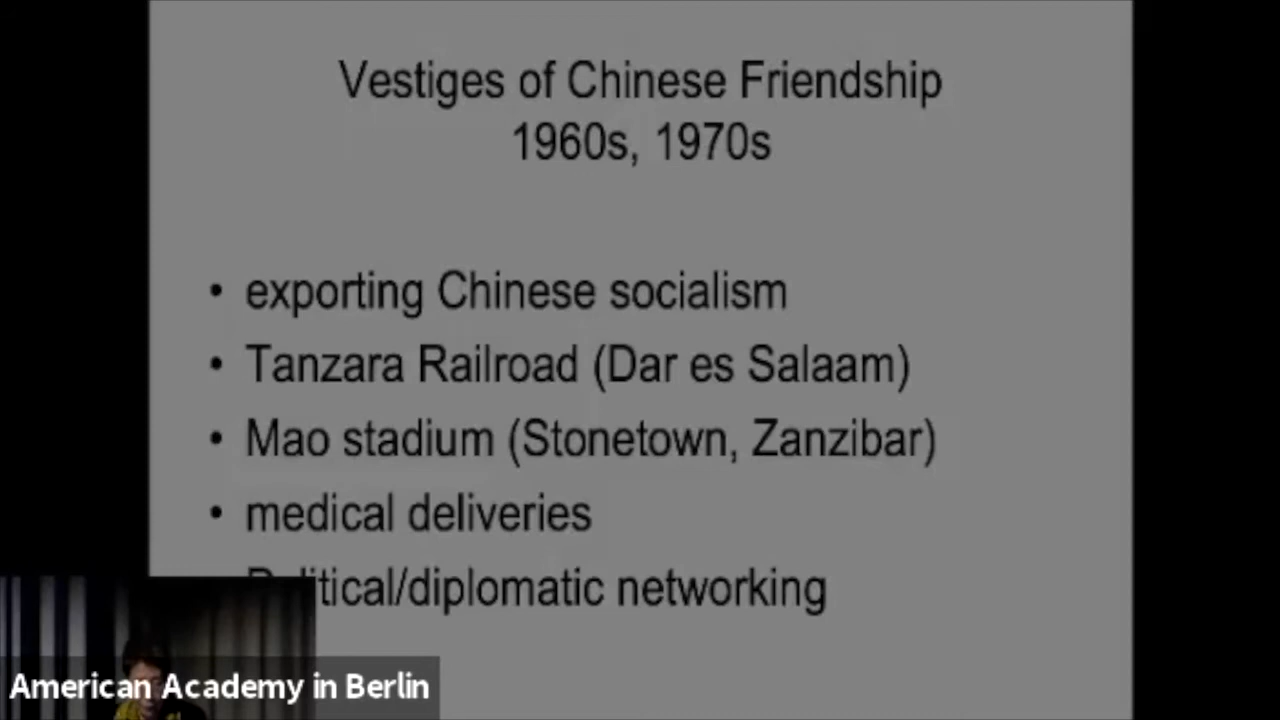 Vestiges of Chinese Friendship
1960s, 1970s
• exporting Chinese socialism
• Tanzara Railroad (Dar es Salaam)
• Mao stadium (Stonetown, Zanzibar)
• medical deliveries
Political/diplomatic networking
American Academy in Berlin